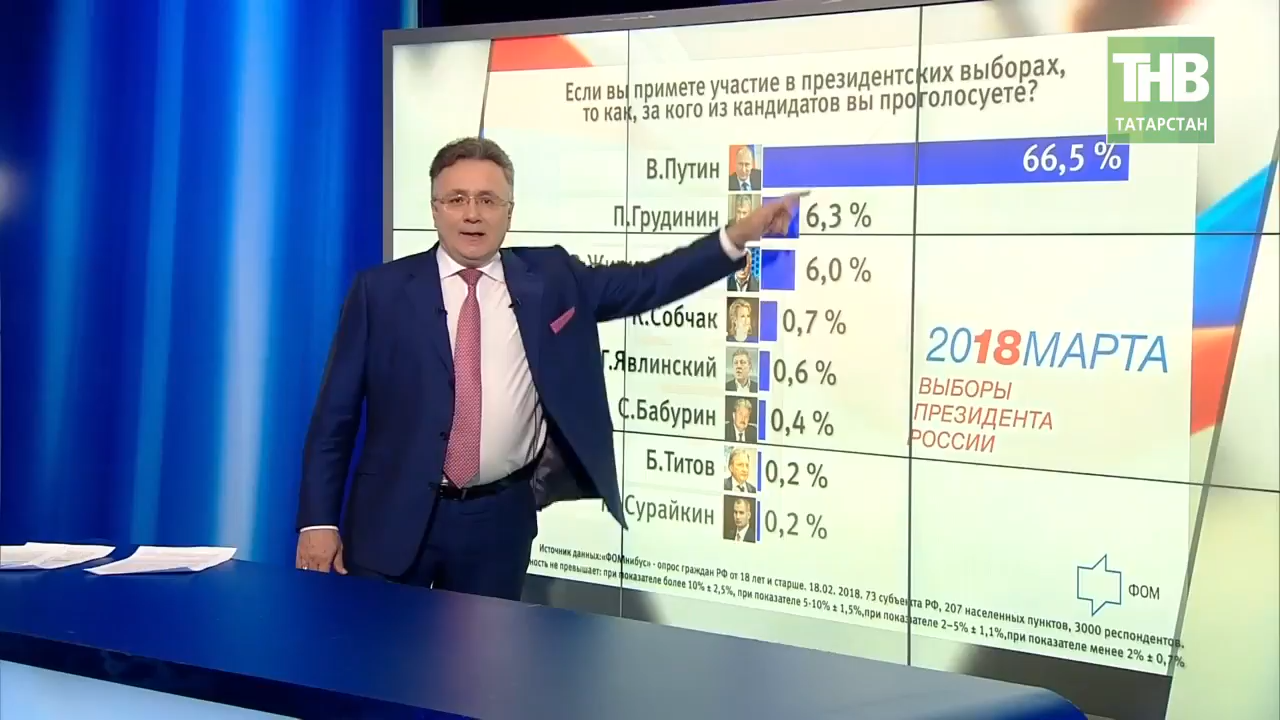 ТНВ
ТАТАРСТАН
Если вы примете участие в президентских выборах,
то как, за кого из кандидатов вы проголосуете?
В.Путин 66,5 %
П.Грудинин 6,3 %
6,0 %
К.Собчак 0,7 %
Г.Явлинский 0,6 %
С.Бабурин 0,4 %
Б.Титов 0,2 %
Сурайкин 0,2 %
2018МАРТА
ВЫБОРЫ
ПРЕЗИДЕНТА
РОССИИ
ФОМ
Источник данных:«ФОМнибус» - опрос граждан РФ от 18 лет и старше. 18.02. 2018. 73 субъекта РФ, 207 населенных пунктов, 3000 респондентов.
не превышает: при показателе более 10% ± 2,5%, при показателе 5-10% ± 1,5%,при показателе 2–5% ± 1,1%,при показателе менее 2% ± 0,7%